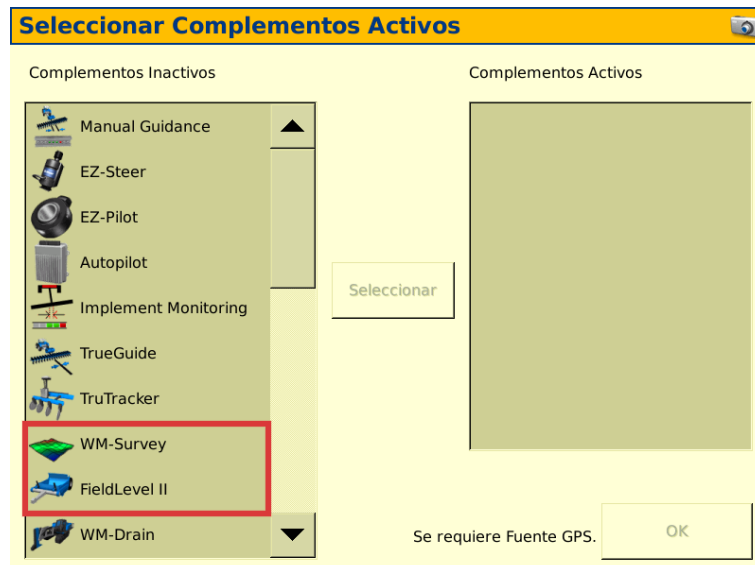 Seleccionar Complementos Activos
Complementos Inactivos
Complementos Activos
Manual Guidance
EZ-Steer
EZ-Pilot
Autopilot
Implement Monitoring
TrueGuide
TruTracker
WM-Survey
FieldLevel II
WM-Drain
Seleccionar
Se requiere Fuente GPS.
OK